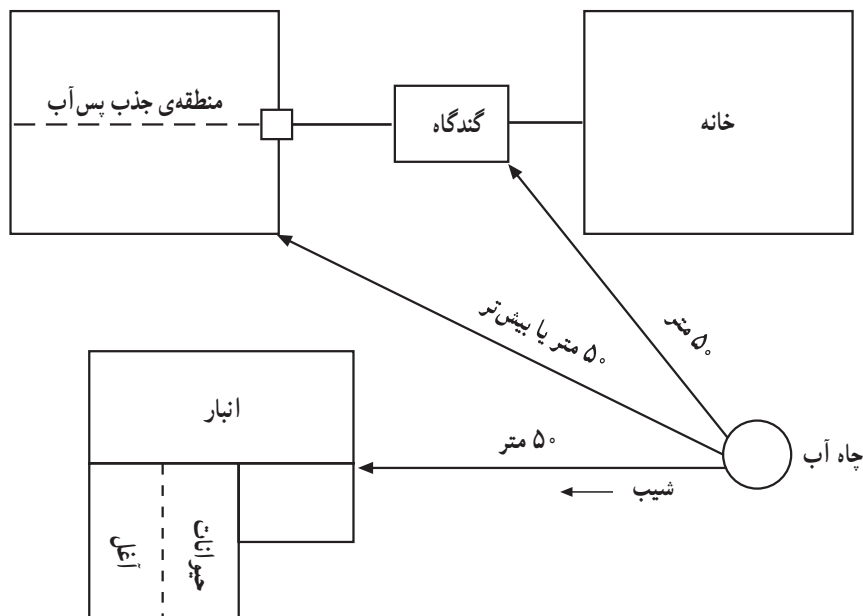 خانه
گندگاه
منطقه‌ی جذب پس‌آب
۵۰ متر
۵۰ متر یا بیش‌تر
انبار
۵۰ متر
چاه آب
شیب
حیوانات
آغل